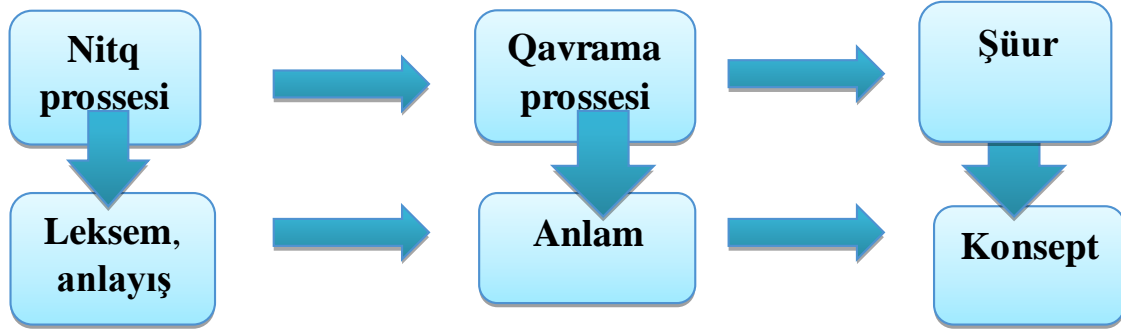 Nitq
prossesi
Qavrama
prossesi
Şüur
Leksem,
anlayış
Anlam
Konsept